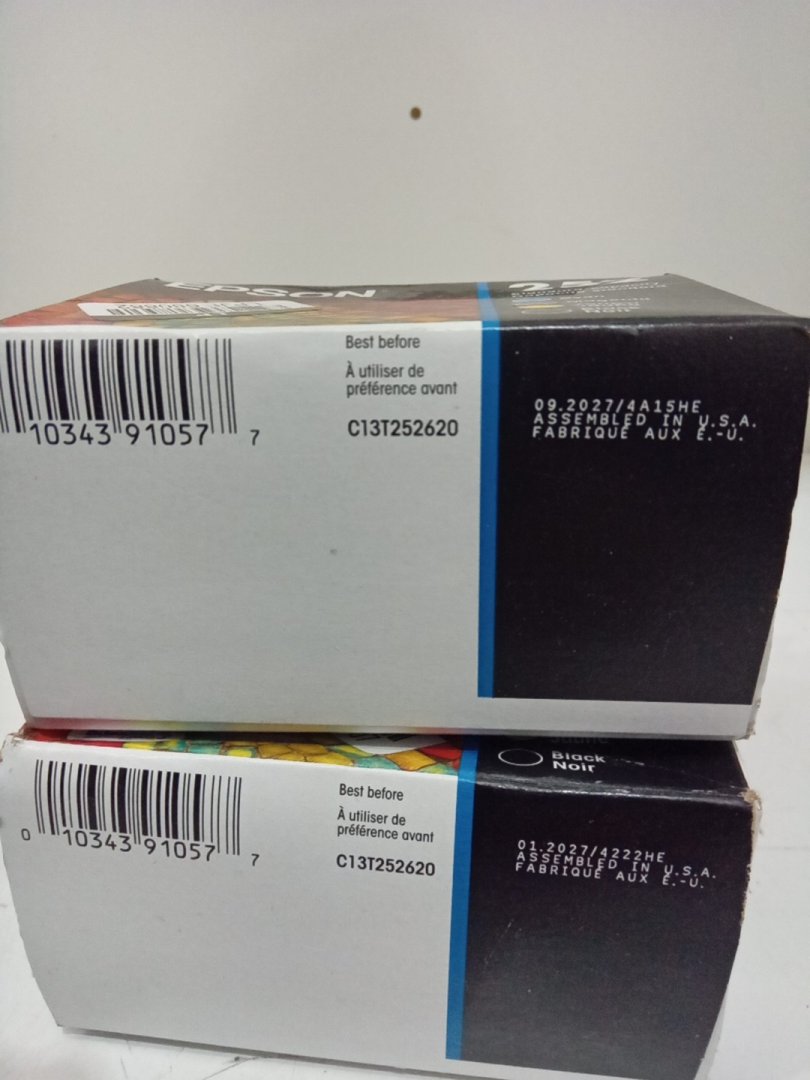 EPSON
Noir
Best before
À utiliser de
préférence avant
C13T252620
10343 91057 7
09.2027/4A15HE
ASSEMBLED IN U.S.A.
FABRIQUÉ AUX É.-U.
Black
Noir
Best before
À utiliser de
préférence avant
C13T252620
0 10343 91057 7
01.2027/4222HE
ASSEMBLED IN U.S.A.
FABRIQUÉ AUX É.-U.